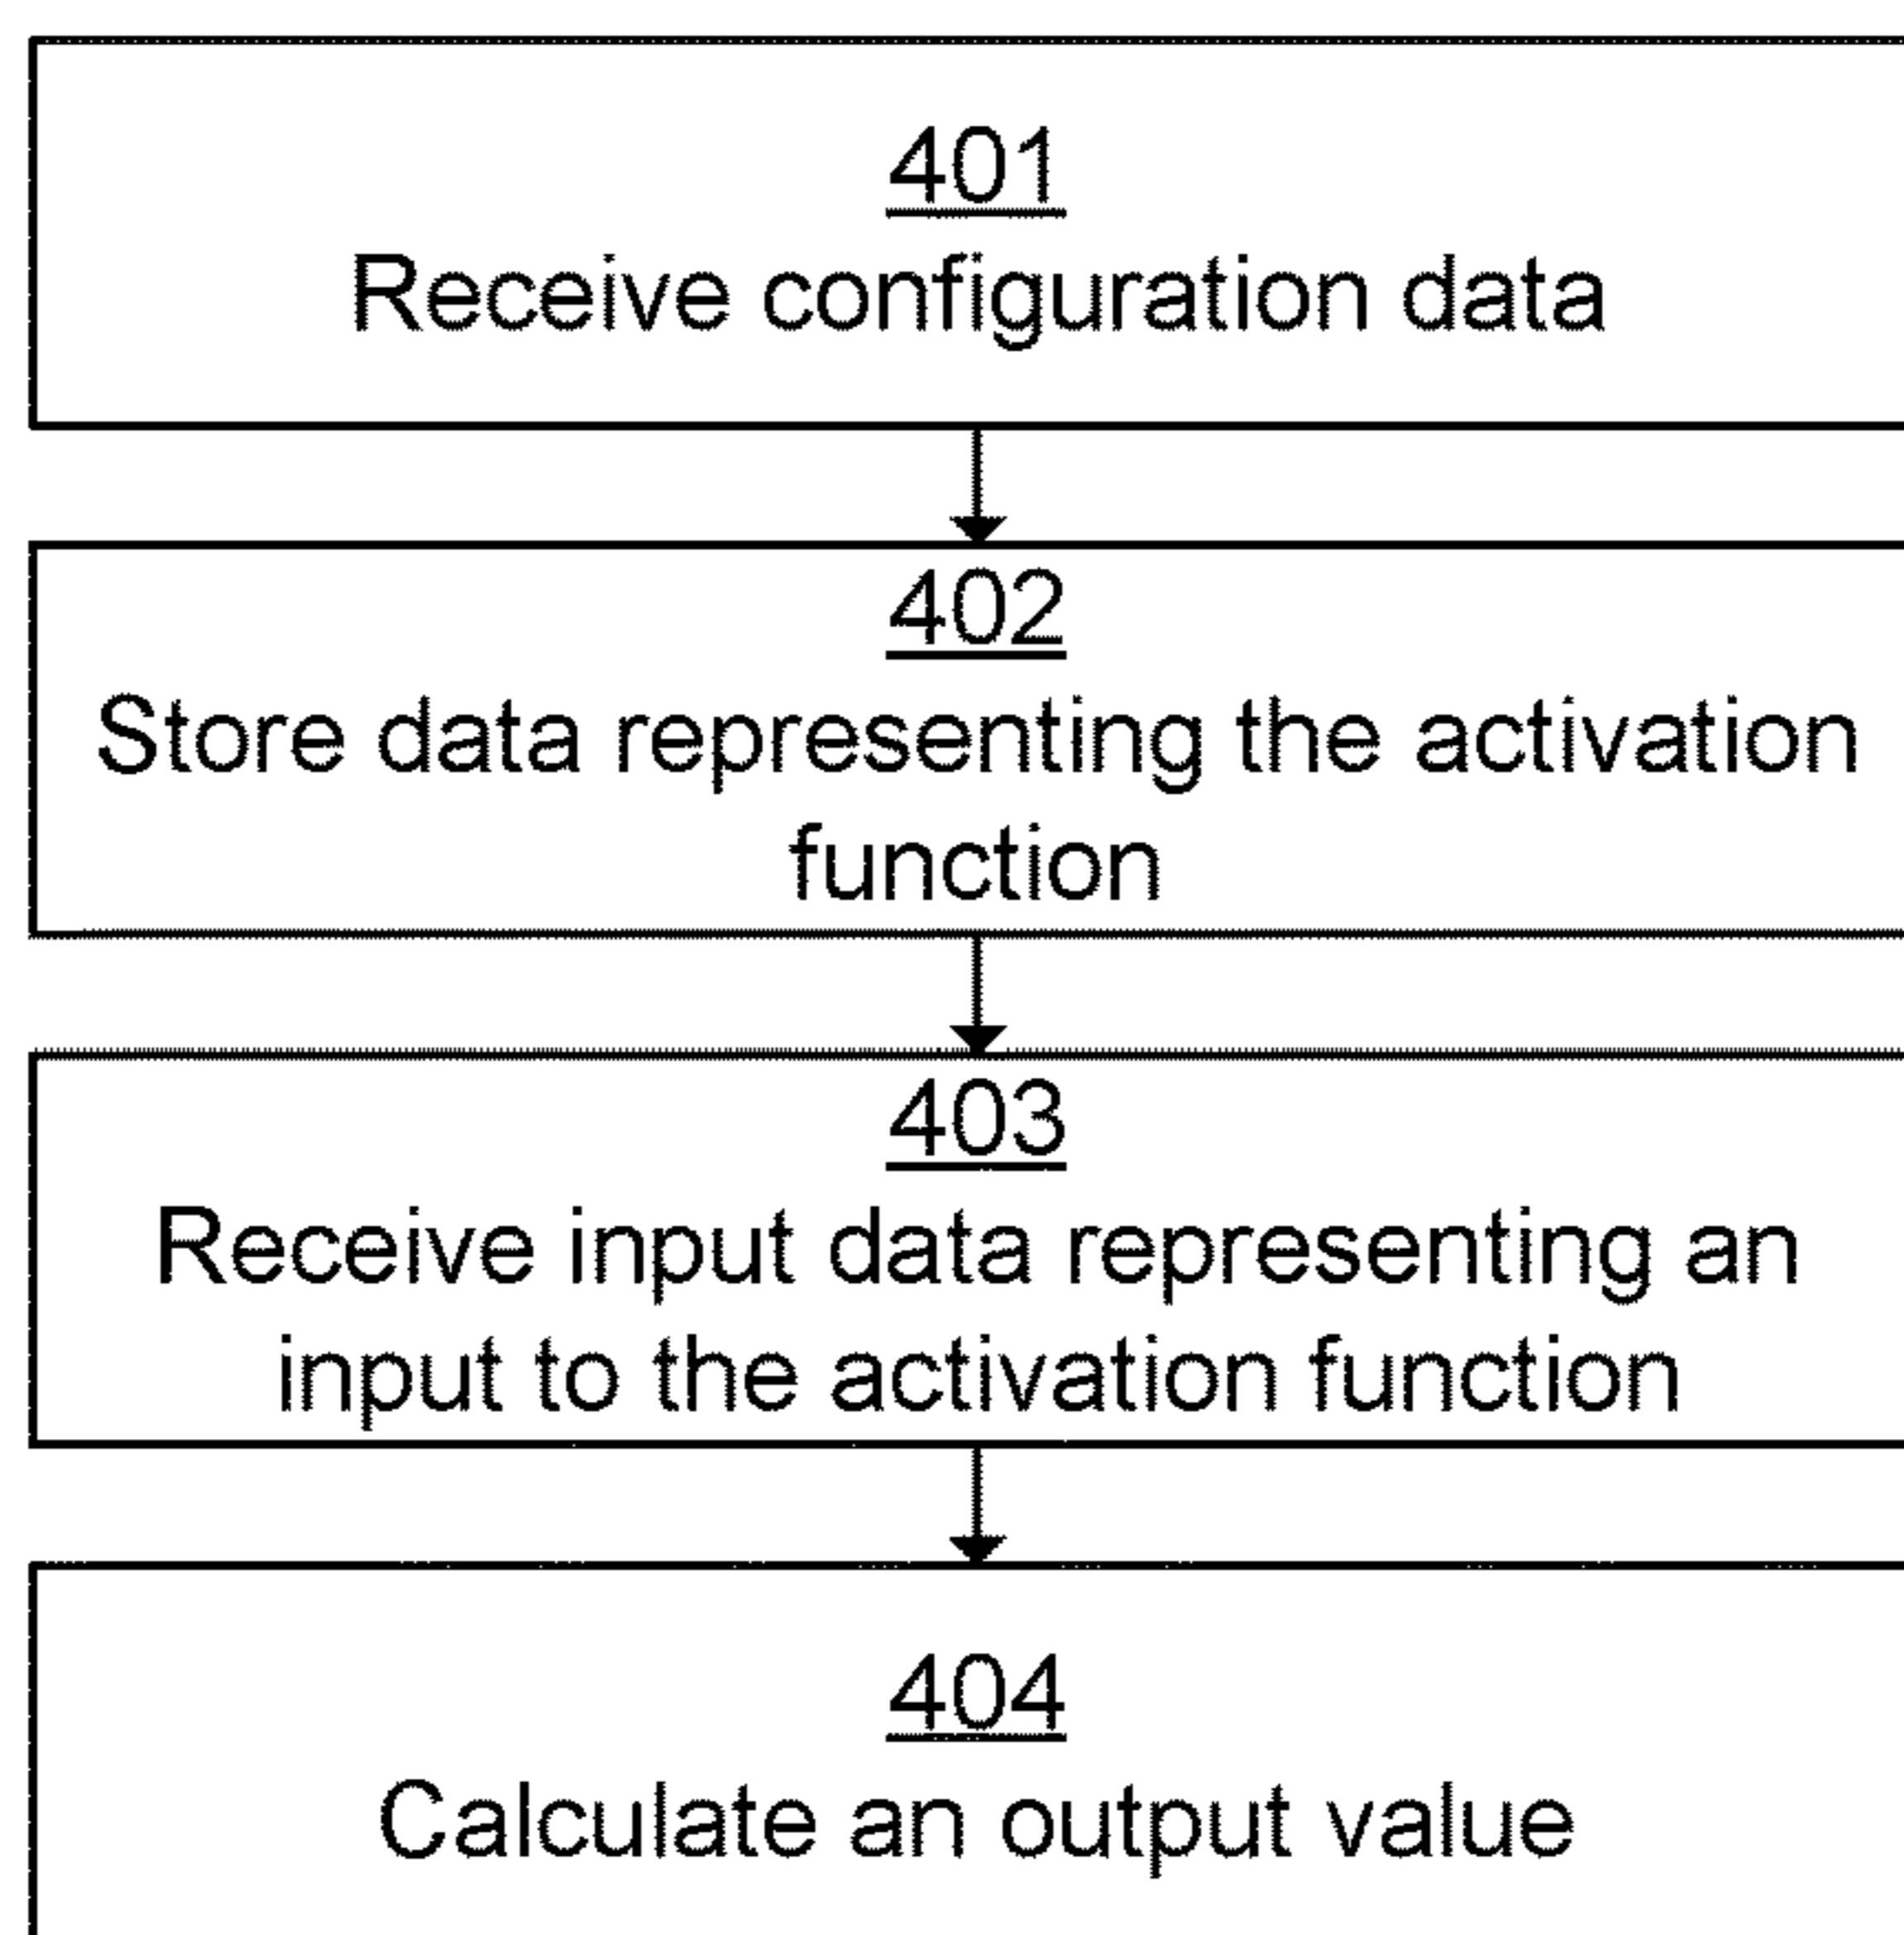 401
Receive configuration data
402
Store data representing the activation
function
403
Receive input data representing an
input to the activation function
404
Calculate an output value